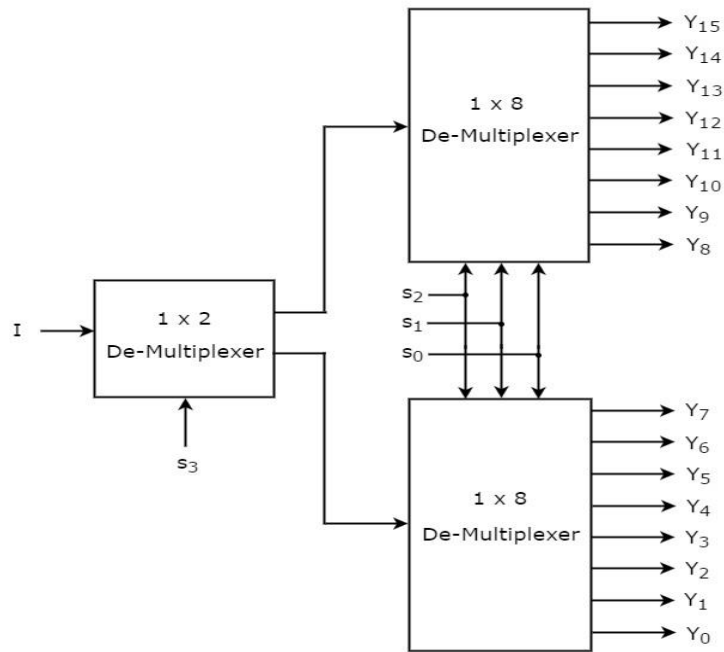 Y15
Y14
Y13
1 x 8
De-Multiplexer
Y12
Y11
Y10
Y9
Y8
s2
s1
s0
1 x 2
De-Multiplexer
I
s3
Y7
Y6
Y5
1 x 8
De-Multiplexer
Y4
Y3
Y2
Y1
Y0